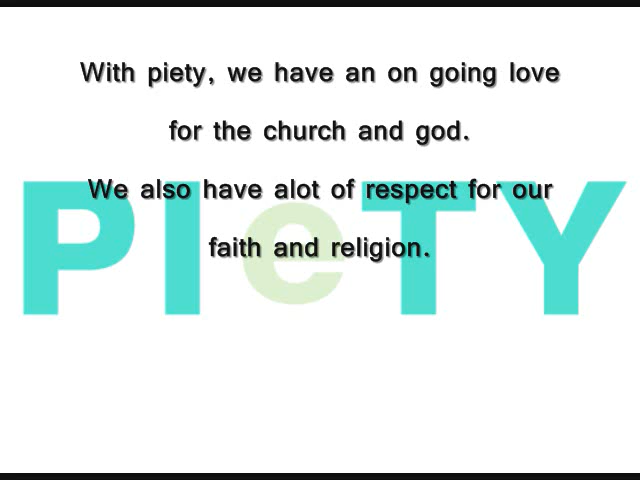 With piety, we have an on going love
for the church and god.
We also have alot of respect for our
faith and religion.
PIeTY